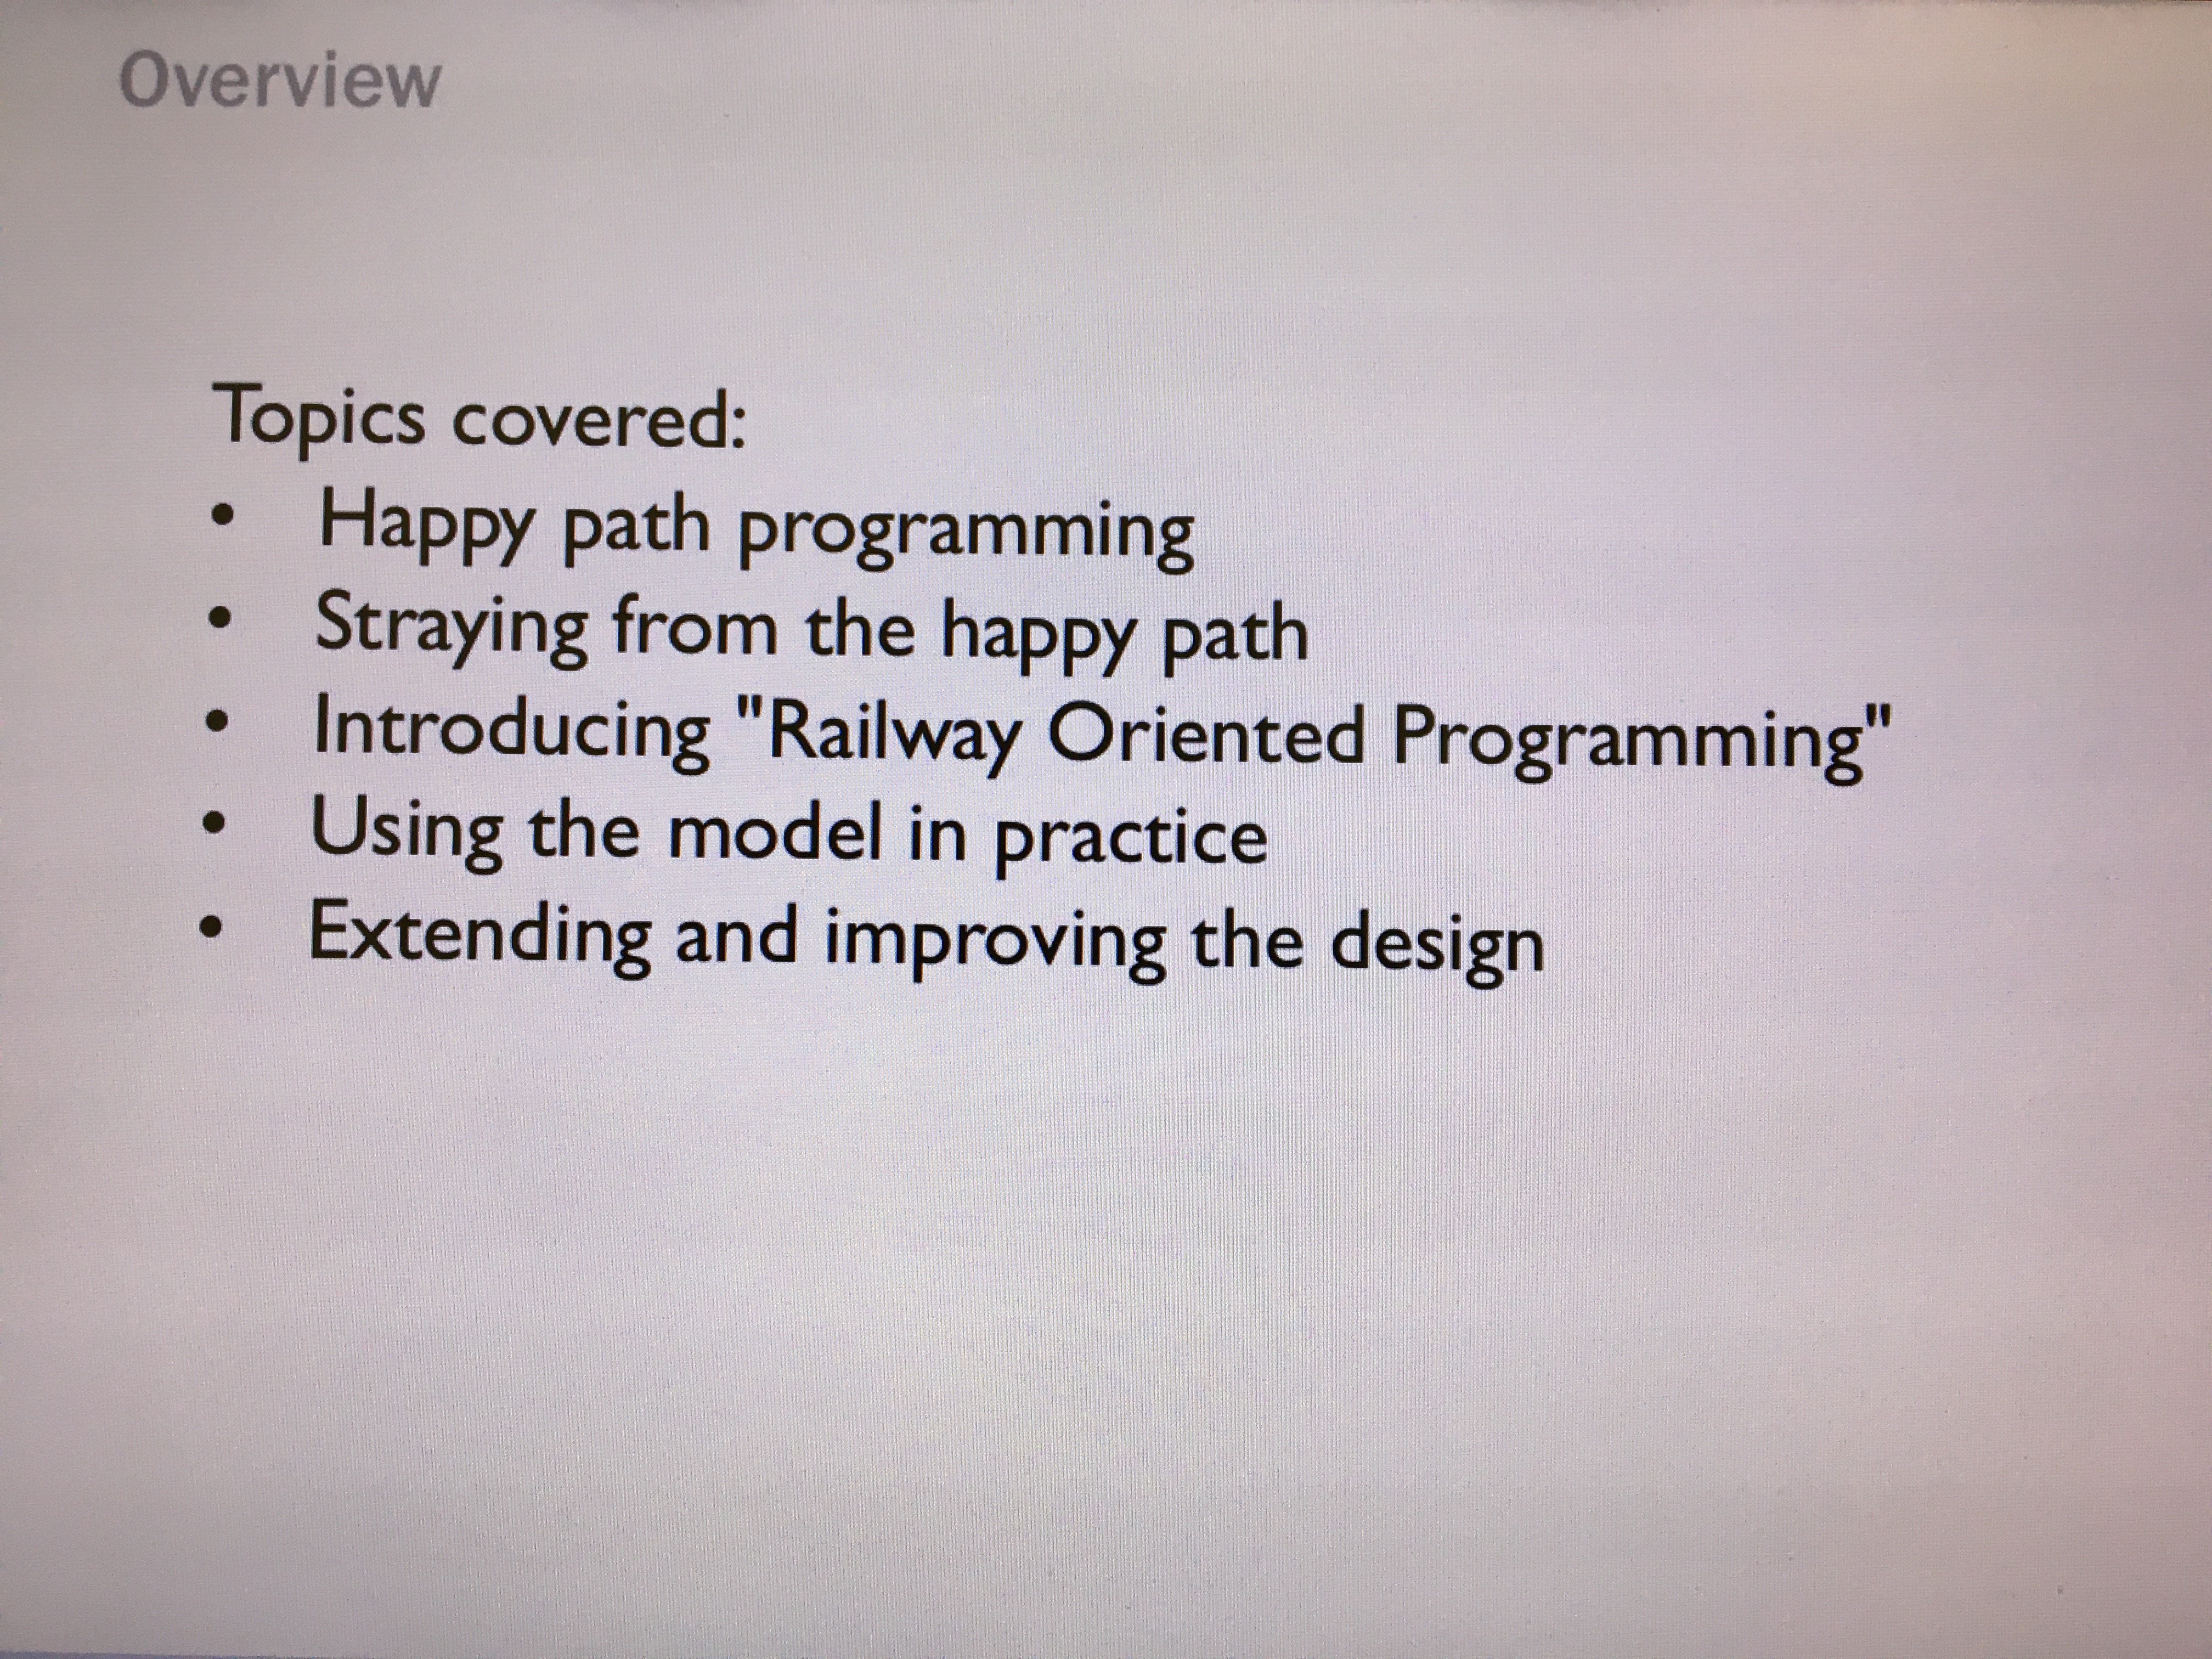 Overview
Topics covered:
• Happy path programming
• Straying from the happy path
• Introducing "Railway Oriented Programming"
• Using the model in practice
• Extending and improving the design